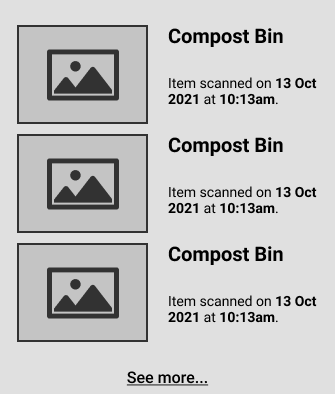 Compost Bin
Item scanned on 13 Oct
2021 at 10:13am.
Compost Bin
Item scanned on 13 Oct
2021 at 10:13am.
Compost Bin
Item scanned on 13 Oct
2021 at 10:13am.
See more...